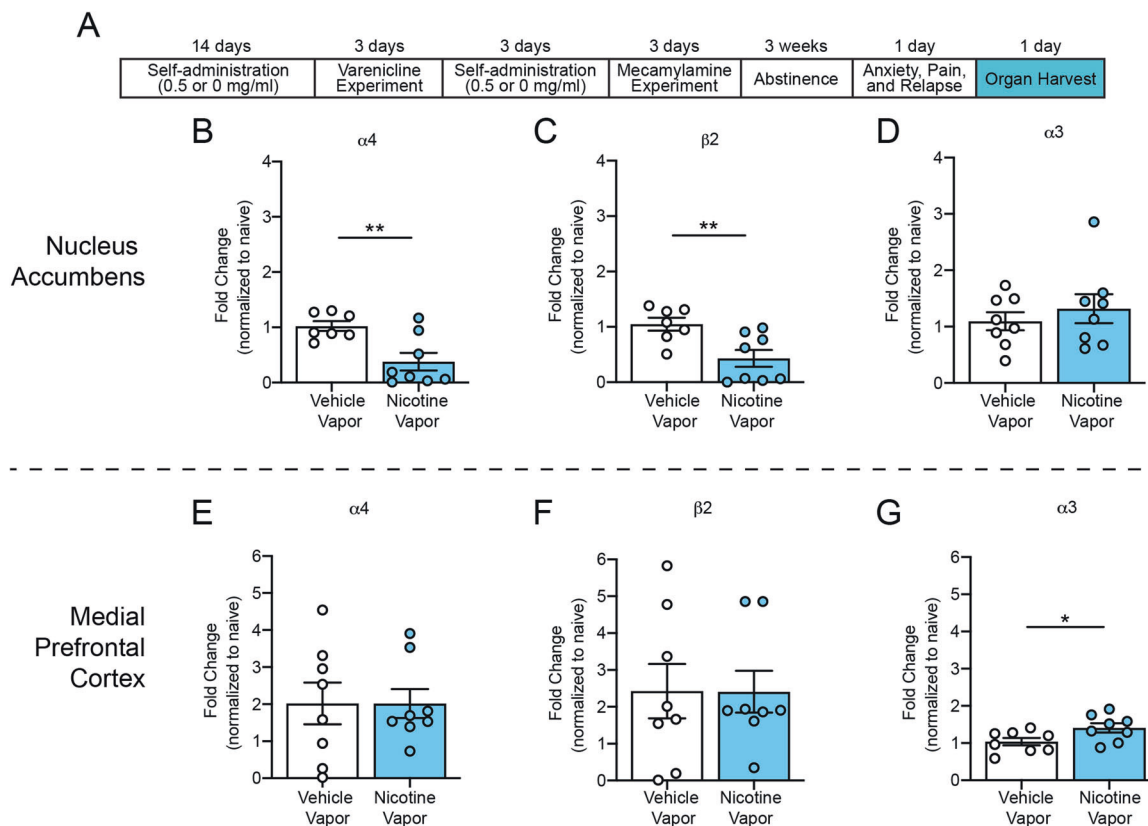 A
14 days 3 days 3 days 3 days 3 weeks 1 day 1 day
Self-administration (0.5 or 0 mg/ml)
Varenicline Experiment
Self-administration (0.5 or 0 mg/ml)
Mecamylamine Experiment
Abstinence
Anxiety, Pain, and Relapse
Organ Harvest
Nucleus
Accumbens
B
α4
Fold Change
(normalized to naive)
4
3
2
1
0
**
Vehicle
Vapor
Nicotine
Vapor
C
β2
Fold Change
(normalized to naive)
4
3
2
1
0
**
Vehicle
Vapor
Nicotine
Vapor
D
α3
Fold Change
(normalized to naive)
4
3
2
1
0
Vehicle
Vapor
Nicotine
Vapor
Medial
Prefrontal
Cortex
E
α4
Fold Change
(normalized to naive)
6
5
4
3
2
1
0
Vehicle
Vapor
Nicotine
Vapor
F
β2
Fold Change
(normalized to naive)
6
5
4
3
2
1
0
Vehicle
Vapor
Nicotine
Vapor
G
α3
Fold Change
(normalized to naive)
6
5
4
3
2
1
0
*
Vehicle
Vapor
Nicotine
Vapor